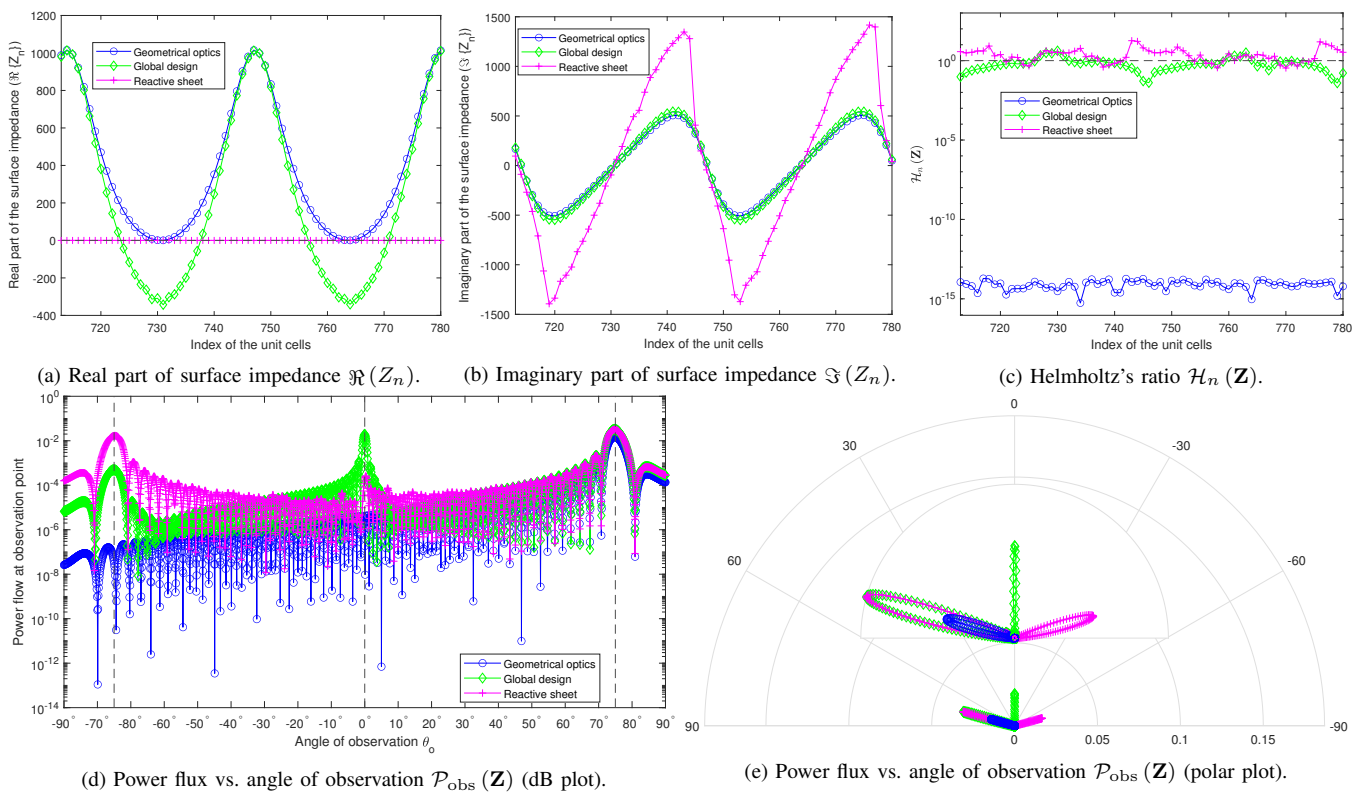 Real part of the surface impedance (ℜ {Z_n})
1200
1000
800
600
400
200
0
-200
-400
Geometrical optics
Global design
Reactive sheet
720 730 740 750 760 770 780
Index of the unit cells
(a) Real part of surface impedance ℜ (Z_n).
Imaginary part of the surface impedance (ℑ {Z_n})
1500
1000
500
0
-500
-1000
-1500
Geometrical optics
Global design
Reactive sheet
720 730 740 750 760 770 780
Index of the unit cells
(b) Imaginary part of surface impedance ℑ (Z_n).
ℋ_n (Z)
10^0
10^-5
10^-10
10^-15
Geometrical Optics
Global design
Reactive sheet
720 730 740 750 760 770 780
Index of the unit cells
(c) Helmholtz's ratio ℋ_n (Z).
Power flow at observation point
10^0
10^-2
10^-4
10^-6
10^-8
10^-10
10^-12
10^-14
Geometrical optics
Global design
Reactive sheet
-90° -80° -70° -60° -50° -40° -30° -20° -10° 0° 10° 20° 30° 40° 50° 60° 70° 80° 90°
Angle of observation θ_o
(d) Power flux vs. angle of observation 𝒫_obs (Z) (dB plot).
0
30 -30
60 -60
90 -90
0 0.05 0.1 0.15
(e) Power flux vs. angle of observation 𝒫_obs (Z) (polar plot).